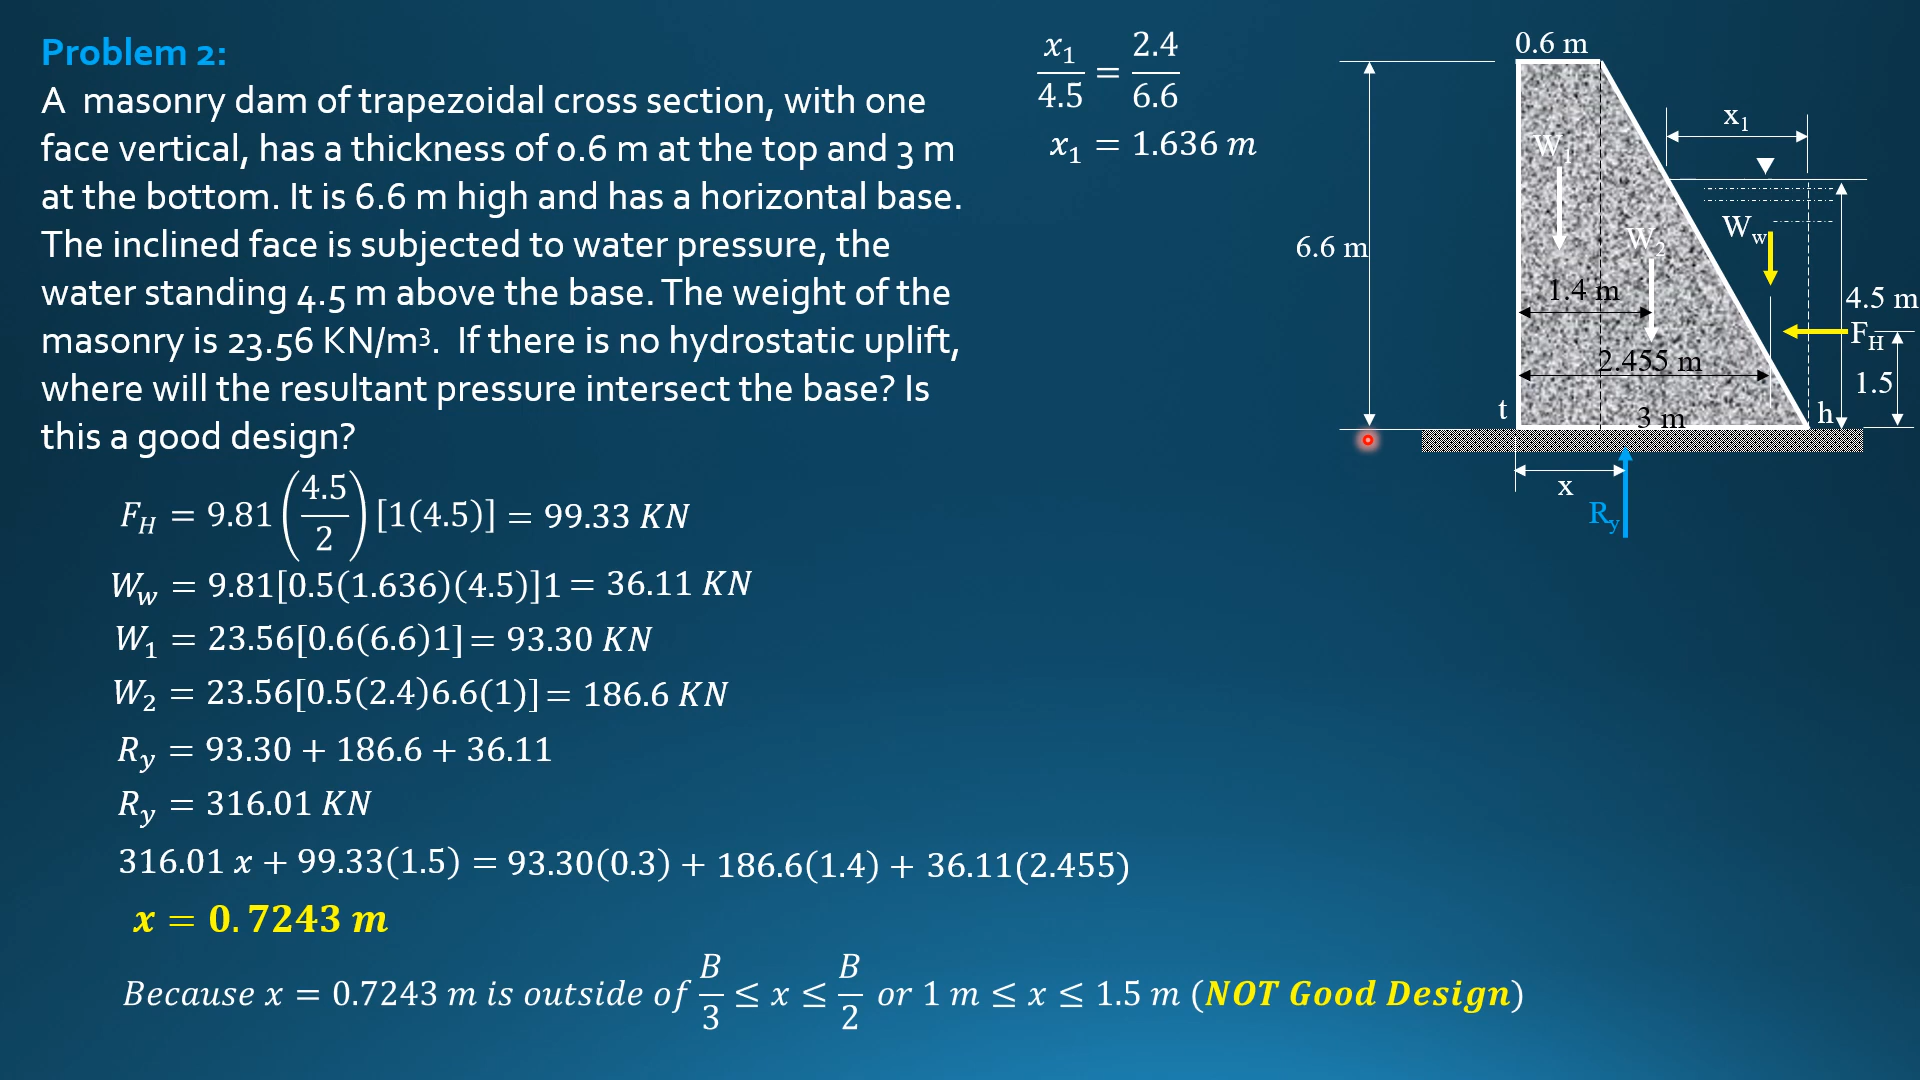 Problem 2:
A masonry dam of trapezoidal cross section, with one
face vertical, has a thickness of 0.6 m at the top and 3 m
at the bottom. It is 6.6 m high and has a horizontal base.
The inclined face is subjected to water pressure, the
water standing 4.5 m above the base. The weight of the
masonry is 23.56 KN/m³. If there is no hydrostatic uplift,
where will the resultant pressure intersect the base? Is
this a good design?
F_H = 9.81 (4.5/2) [1(4.5)] = 99.33 KN
W_w = 9.81[0.5(1.636)(4.5)]1 = 36.11 KN
W₁ = 23.56[0.6(6.6)1] = 93.30 KN
W₂ = 23.56[0.5(2.4)6.6(1)] = 186.6 KN
R_y = 93.30 + 186.6 + 36.11
R_y = 316.01 KN
316.01 x + 99.33(1.5) = 93.30(0.3) + 186.6(1.4) + 36.11(2.455)
x = 0.7243 m
Because x = 0.7243 m is outside of B/3 ≤ x ≤ B/2 or 1 m ≤ x ≤ 1.5 m (NOT Good Design)
x₁/4.5 = 2.4/6.6
x₁ = 1.636 m
0.6 m
x₁
W₁
W₂
W_w
6.6 m
1.4 m
4.5 m
F_H
2.455 m
1.5
t
3 m
h
x
R_y